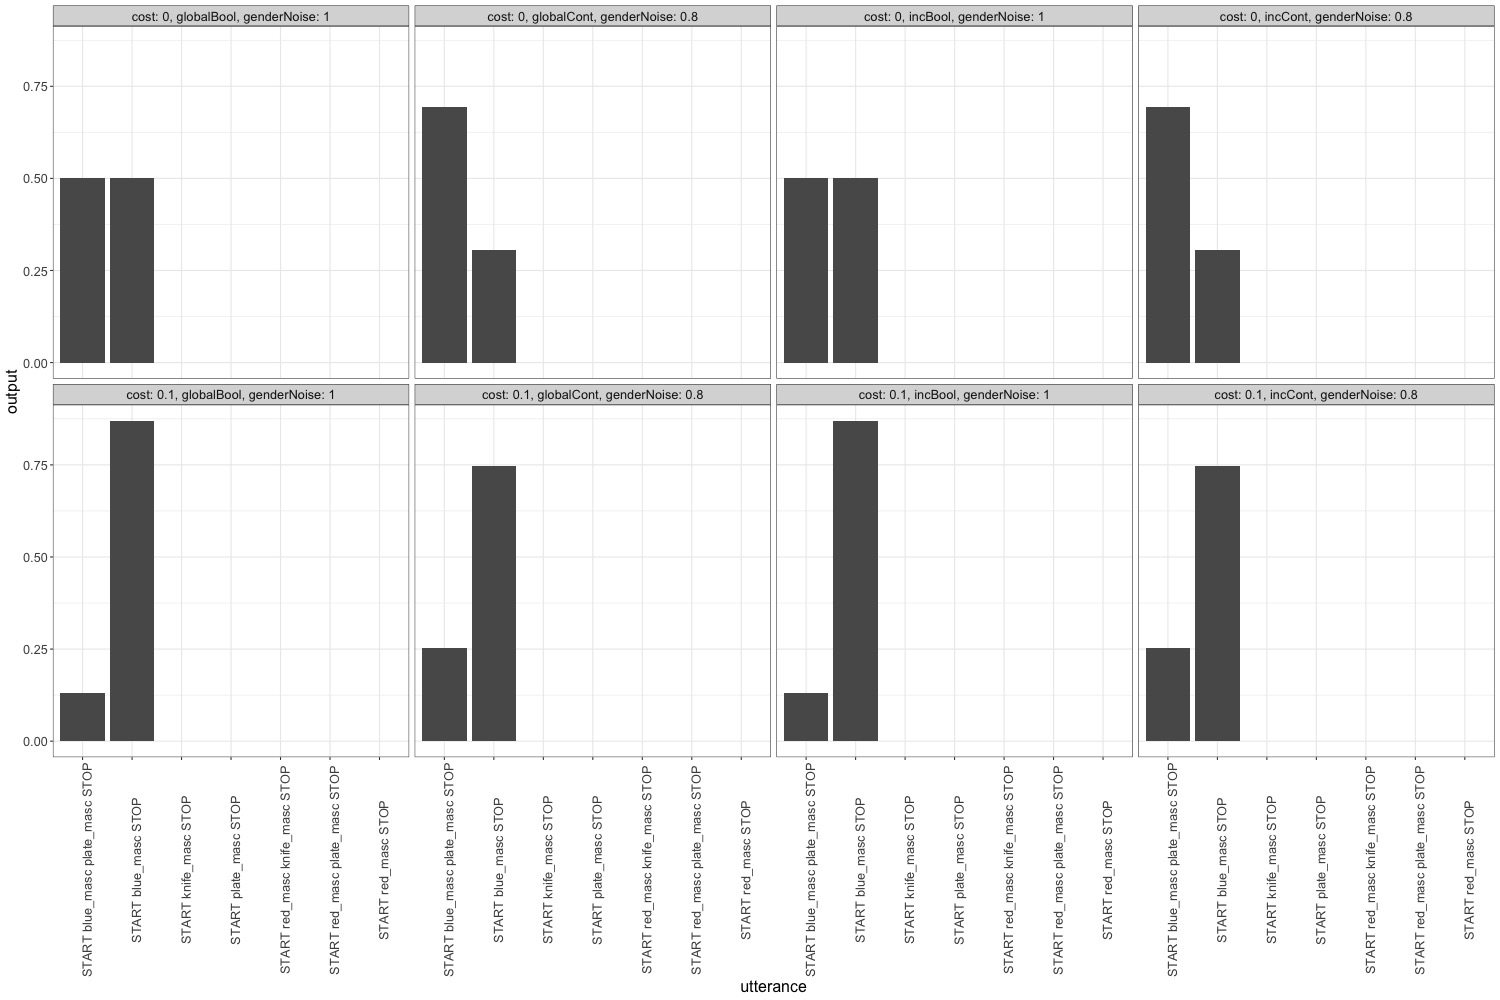 cost: 0, globalBool, genderNoise: 1
cost: 0, globalCont, genderNoise: 0.8
cost: 0, incBool, genderNoise: 1
cost: 0, incCont, genderNoise: 0.8
0.75
0.50
0.25
0.00
output
cost: 0.1, globalBool, genderNoise: 1
cost: 0.1, globalCont, genderNoise: 0.8
cost: 0.1, incBool, genderNoise: 1
cost: 0.1, incCont, genderNoise: 0.8
0.75
0.50
0.25
0.00
START blue_masc plate_masc STOP
START blue_masc STOP
START knife_masc STOP
START plate_masc STOP
START red_masc knife_masc STOP
START red_masc plate_masc STOP
START red_masc STOP
START blue_masc plate_masc STOP
START blue_masc STOP
START knife_masc STOP
START plate_masc STOP
START red_masc knife_masc STOP
START red_masc plate_masc STOP
START red_masc STOP
START blue_masc plate_masc STOP
START blue_masc STOP
START knife_masc STOP
START plate_masc STOP
START red_masc knife_masc STOP
START red_masc plate_masc STOP
START red_masc STOP
START blue_masc plate_masc STOP
START blue_masc STOP
START knife_masc STOP
START plate_masc STOP
START red_masc knife_masc STOP
START red_masc plate_masc STOP
START red_masc STOP
utterance